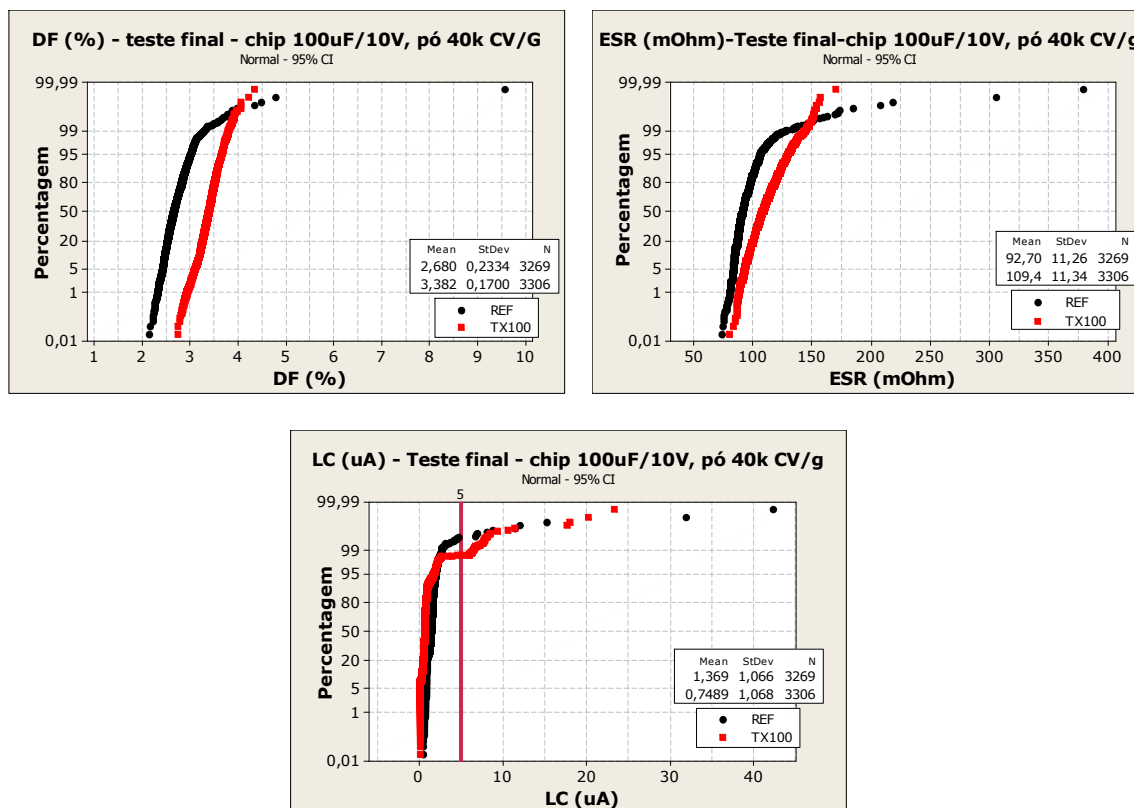 DF (%) - teste final - chip 100uF/10V, pó 40k CV/G
Normal - 95% CI
Percentagem
99,99
99
95
80
50
20
5
1
0,01
Mean StDev N
2,680 0,2334 3269
3,382 0,1700 3306
REF
TX100
1 2 3 4 5 6 7 8 9 10
DF (%)
ESR (mOhm)-Teste final-chip 100uF/10V, pó 40k CV/g
Normal - 95% CI
Percentagem
99,99
99
95
80
50
20
5
1
0,01
Mean StDev N
92,70 11,26 3269
109,4 11,34 3306
REF
TX100
50 100 150 200 250 300 350 400
ESR (mOhm)
LC (uA) - Teste final - chip 100uF/10V, pó 40k CV/g
Normal - 95% CI
5
Percentagem
99,99
99
95
80
50
20
5
1
0,01
Mean StDev N
1,369 1,066 3269
0,7489 1,068 3306
REF
TX100
0 10 20 30 40
LC (uA)